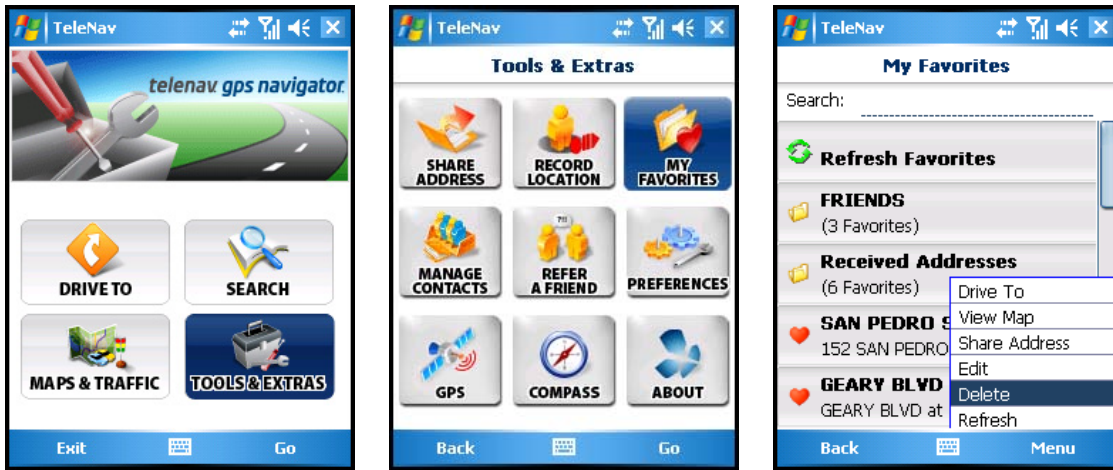 TeleNav
telenav gps navigator
DRIVE TO
SEARCH
MAPS & TRAFFIC
TOOLS & EXTRAS
Exit
Go
TeleNav
Tools & Extras
SHARE
ADDRESS
RECORD
LOCATION
MY
FAVORITES
MANAGE
CONTACTS
?!!
REFER
A FRIEND
PREFERENCES
GPS
COMPASS
ABOUT
Back
Go
TeleNav
My Favorites
Search:
Refresh Favorites
FRIENDS
(3 Favorites)
Received Addresses
(6 Favorites)
SAN PEDRO S
152 SAN PEDRO
GEARY BLVD
GEARY BLVD at
Drive To
View Map
Share Address
Edit
Delete
Refresh
Back
Menu